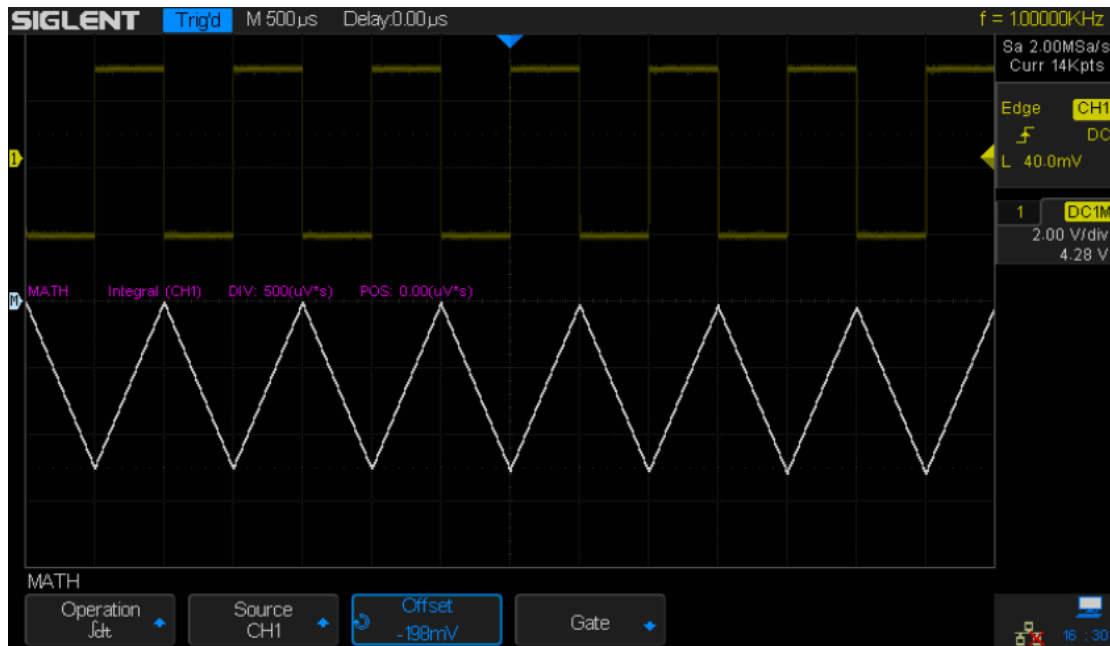 SIGLENT Trig'd M 500µs Delay:0.00µs f = 1.00000KHz
Sa 2.00MSa/s
Curr 14Kpts
Edge CH1
DC
L 40.0mV
1 DC1M
2.00 V/div
4.28 V
1
MATH Integral (CH1) DIV: 500(uV*s) POS: 0.00(uV*s)
M
MATH
Operation
∫dt
Source
CH1
Offset
-198mV
Gate
16 : 30